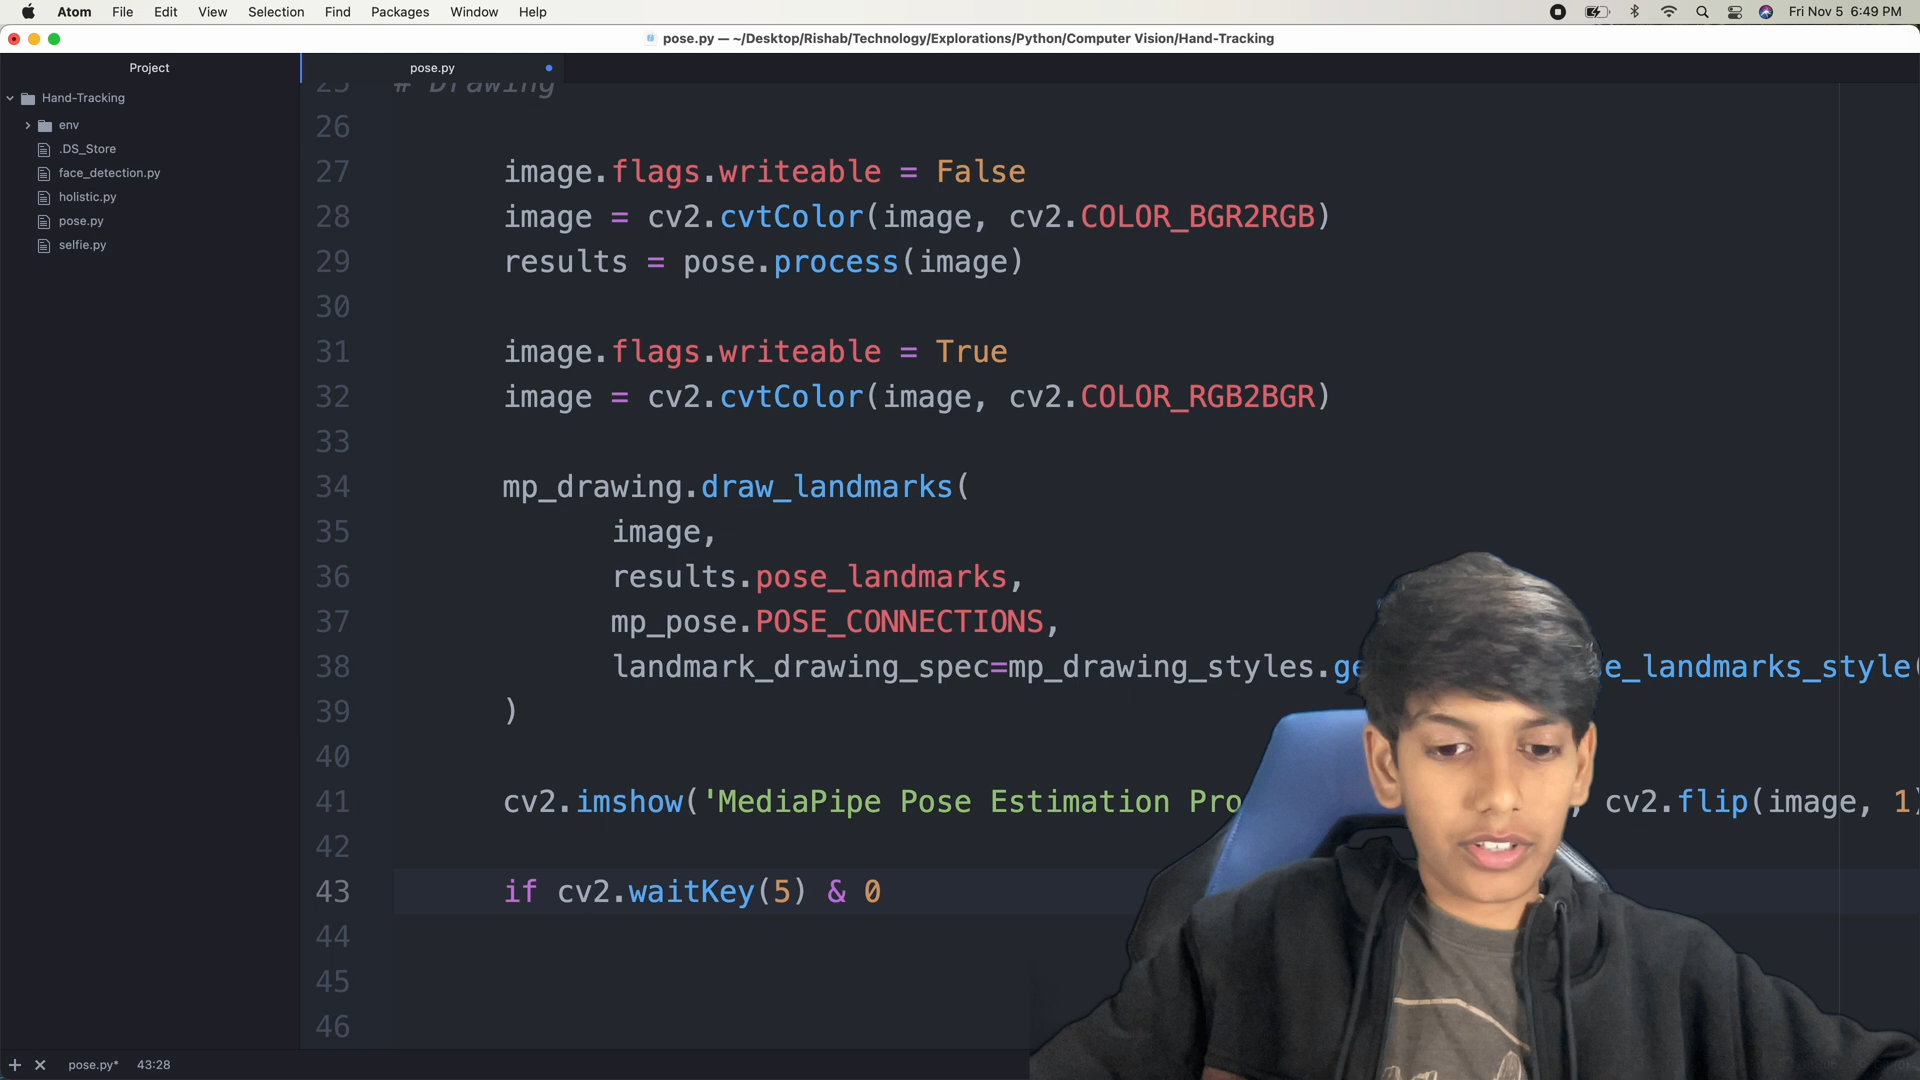 Atom File Edit View Selection Find Packages Window Help Fri Nov 5 6:49 PM
pose.py — ~/Desktop/Rishab/Technology/Explorations/Python/Computer Vision/Hand-Tracking
Project
pose.py
Hand-Tracking
env
.DS_Store
face_detection.py
holistic.py
pose.py
selfie.py
25 # Drawing
26
27 image.flags.writeable = False
28 image = cv2.cvtColor(image, cv2.COLOR_BGR2RGB)
29 results = pose.process(image)
30
31 image.flags.writeable = True
32 image = cv2.cvtColor(image, cv2.COLOR_RGB2BGR)
33
34 mp_drawing.draw_landmarks(
35 image,
36 results.pose_landmarks,
37 mp_pose.POSE_CONNECTIONS,
38 landmark_drawing_spec=mp_drawing_styles.ge e_landmarks_style(
39 )
40
41 cv2.imshow('MediaPipe Pose Estimation Pro , cv2.flip(image, 1)
42
43 if cv2.waitKey(5) & 0
44
45
46
pose.py* 43:28